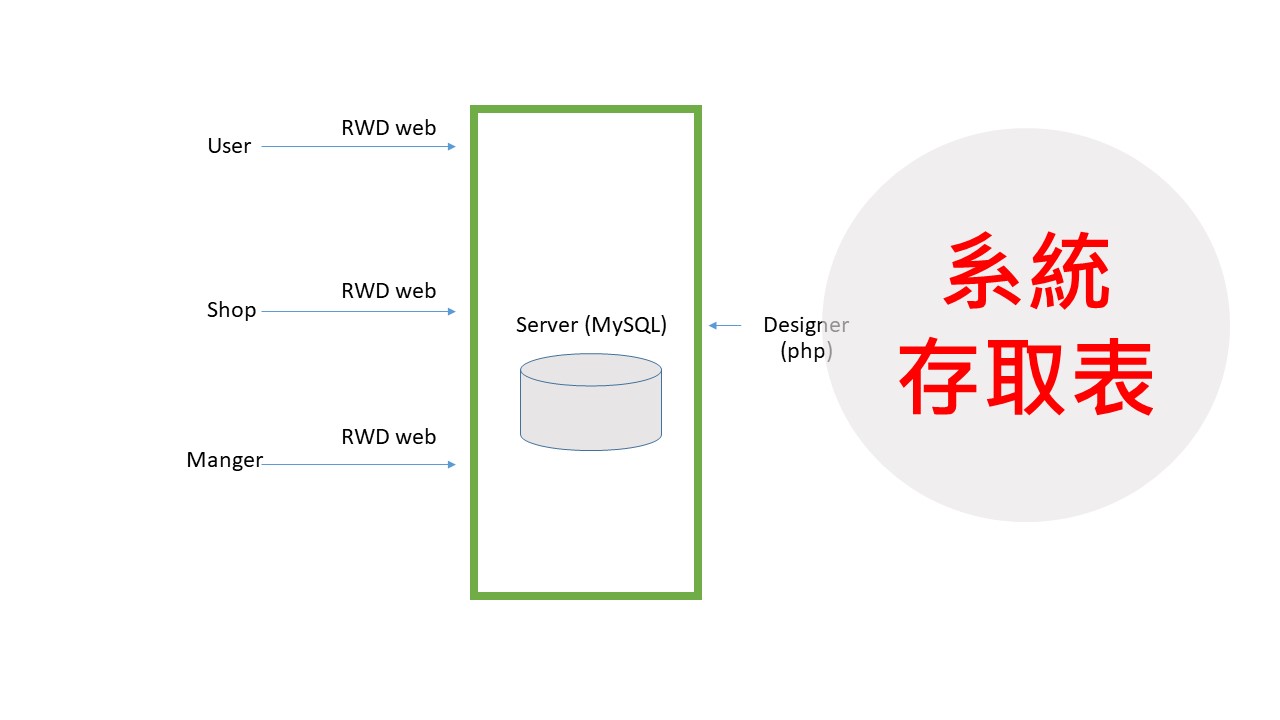 RWD web
User
RWD web
Shop
RWD web
Manger
Server (MySQL)
Designer
(php)
系統
存取表